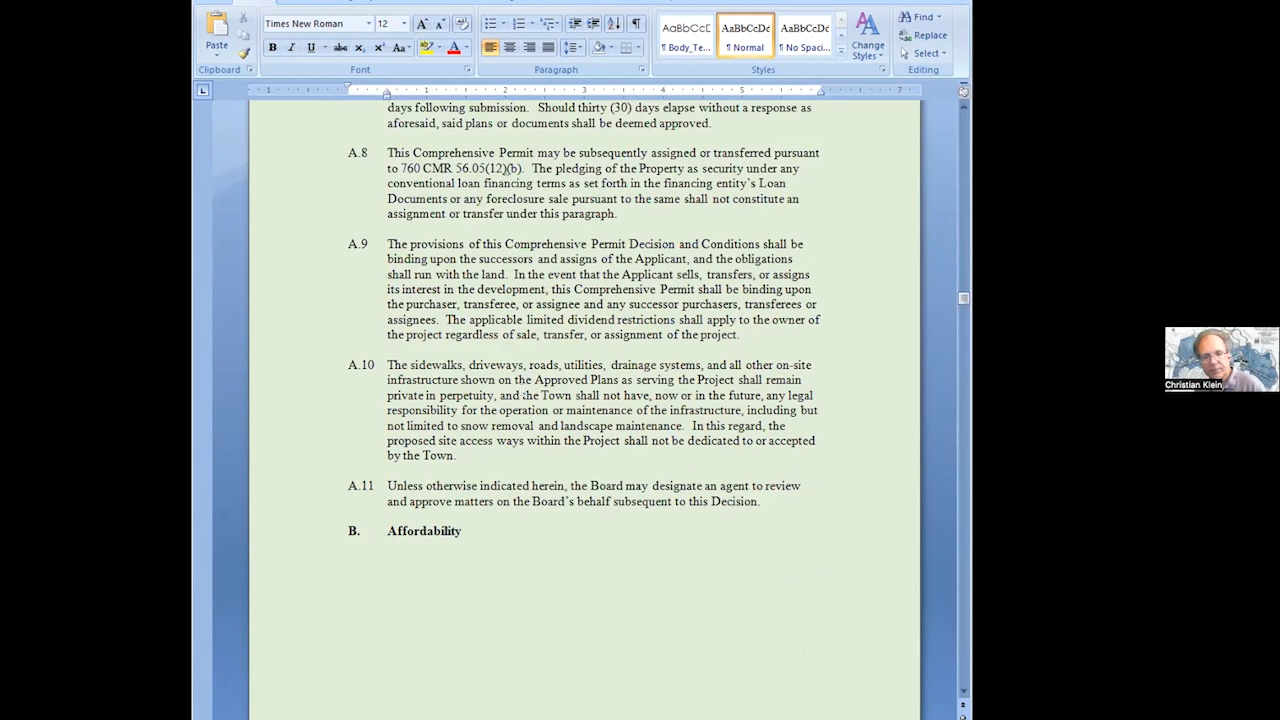 Times New Roman 12 AaBbCcD AaBbCcDc AaBbCcDc Find
Paste Change Replace
B I U abe x₂ x² Aa A Body_Te... Normal No Spaci... Styles Select
Clipboard Font Paragraph Styles Editing
1 1 2 3 4 5 7
days following submission. Should thirty (30) days elapse without a response as
aforesaid, said plans or documents shall be deemed approved.
A.8 This Comprehensive Permit may be subsequently assigned or transferred pursuant
to 760 CMR 56.05(12)(b). The pledging of the Property as security under any
conventional loan financing terms as set forth in the financing entity's Loan
Documents or any foreclosure sale pursuant to the same shall not constitute an
assignment or transfer under this paragraph.
A.9 The provisions of this Comprehensive Permit Decision and Conditions shall be
binding upon the successors and assigns of the Applicant, and the obligations
shall run with the land. In the event that the Applicant sells, transfers, or assigns
its interest in the development, this Comprehensive Permit shall be binding upon
the purchaser, transferee, or assignee and any successor purchasers, transferees or
assignees. The applicable limited dividend restrictions shall apply to the owner of
the project regardless of sale, transfer, or assignment of the project.
A.10 The sidewalks, driveways, roads, utilities, drainage systems, and all other on-site
infrastructure shown on the Approved Plans as serving the Project shall remain
private in perpetuity, and the Town shall not have, now or in the future, any legal
responsibility for the operation or maintenance of the infrastructure, including but
not limited to snow removal and landscape maintenance. In this regard, the
proposed site access ways within the Project shall not be dedicated to or accepted
by the Town.
A.11 Unless otherwise indicated herein, the Board may designate an agent to review
and approve matters on the Board's behalf subsequent to this Decision.
B. Affordability
Christian Klein